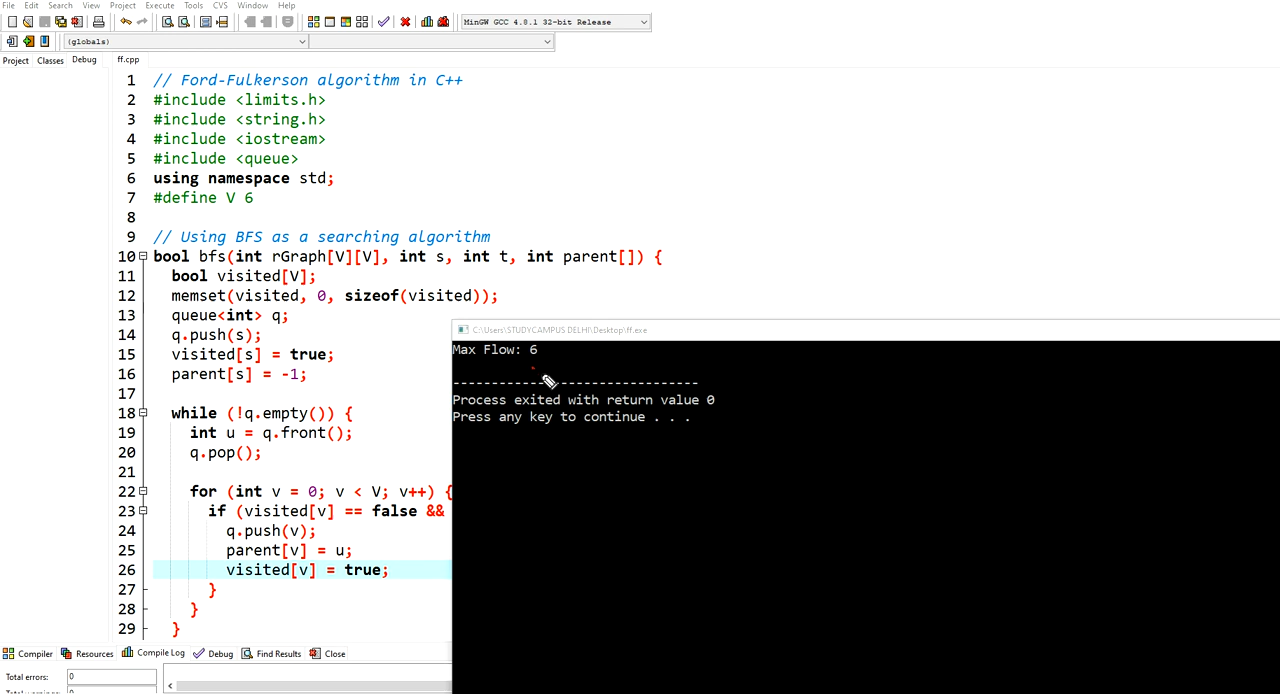 File Edit Search View Project Execute Tools CVS Window Help
MinGW GCC 4.8.1 32-bit Release
(globals)
Project Classes Debug ff.cpp
1 // Ford-Fulkerson algorithm in C++
2 #include <limits.h>
3 #include <string.h>
4 #include <iostream>
5 #include <queue>
6 using namespace std;
7 #define V 6
8
9 // Using BFS as a searching algorithm
10 bool bfs(int rGraph[V][V], int s, int t, int parent[]) {
11 bool visited[V];
12 memset(visited, 0, sizeof(visited));
13 queue<int> q;
14 q.push(s);
15 visited[s] = true;
16 parent[s] = -1;
17
18 while (!q.empty()) {
19 int u = q.front();
20 q.pop();
21
22 for (int v = 0; v < V; v++) {
23 if (visited[v] == false &&
24 q.push(v);
25 parent[v] = u;
26 visited[v] = true;
27 }
28 }
29 }
C:\Users\STUDYCAMPUS DELHI\Desktop\ff.exe
Max Flow: 6
--------------------------------
Process exited with return value 0
Press any key to continue . . .
Compiler Resources Compile Log Debug Find Results Close
Total errors: 0